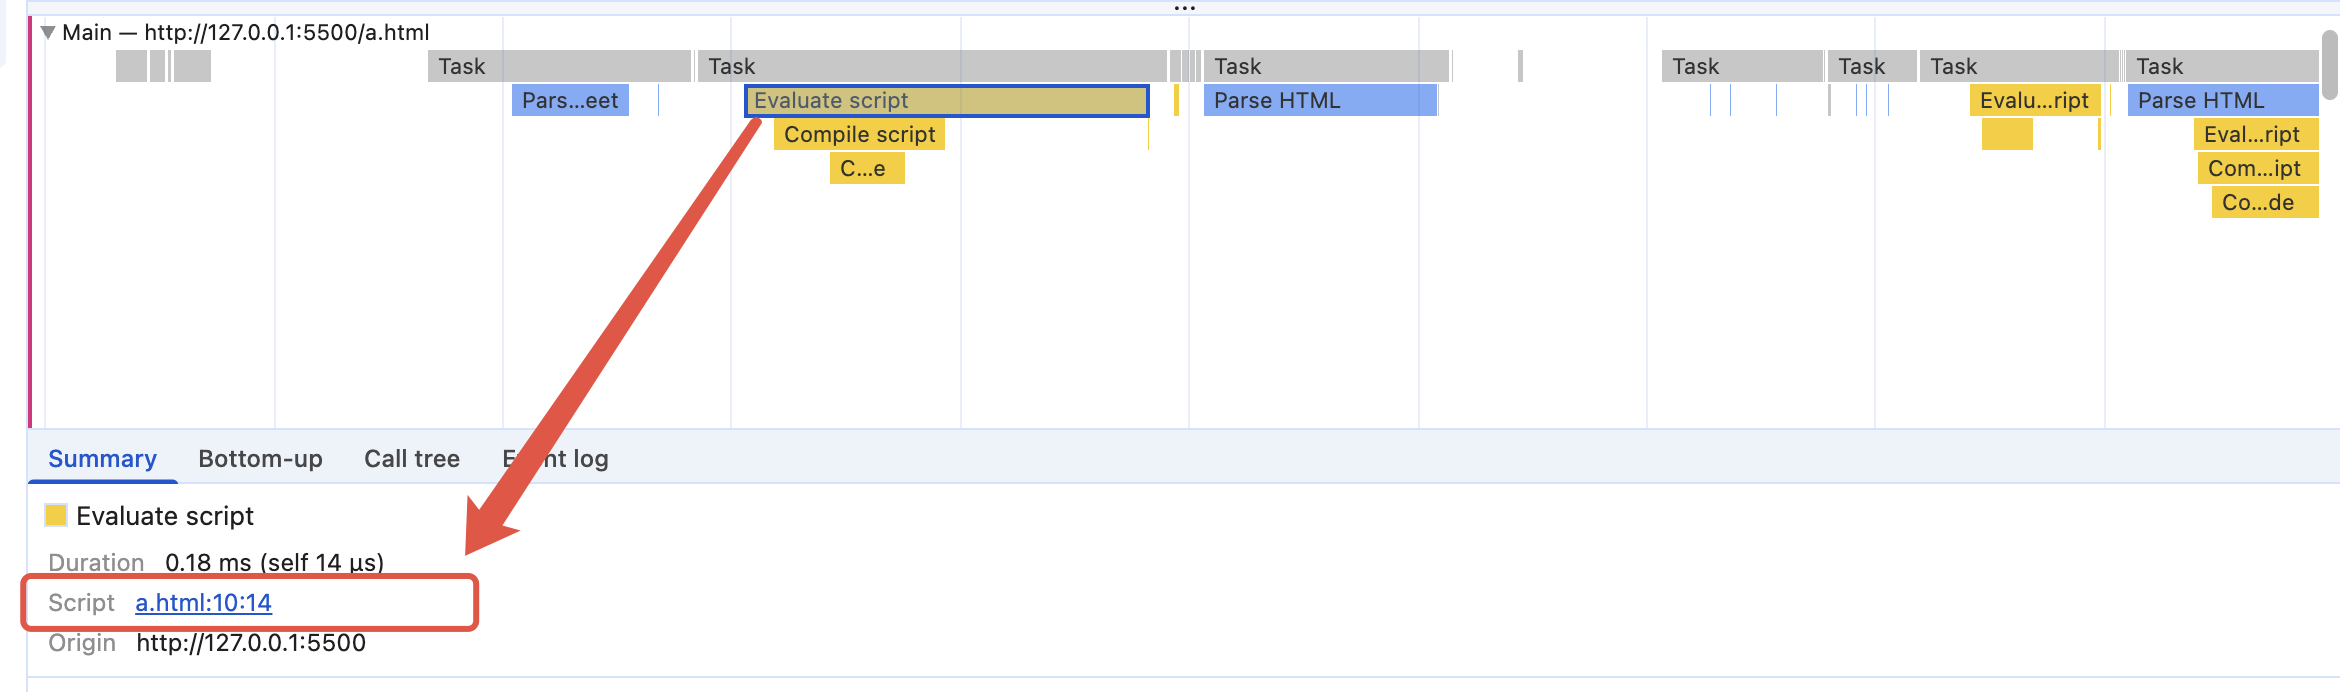 ...
Main — http://127.0.0.1:5500/a.html
Task Task Task Task Task Task Task
Pars...eet Evaluate script Parse HTML Evalu...ript Parse HTML
Compile script Eval...ript
C...e Com...ipt
Co...de
Summary Bottom-up Call tree E nt log
Evaluate script
Duration 0.18 ms (self 14 μs)
Script a.html:10:14
Origin http://127.0.0.1:5500